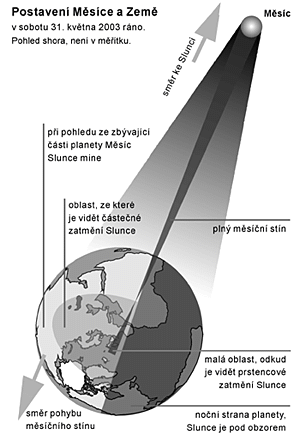 Postavení Měsíce a Země
v sobotu 31. května 2003 ráno.
Pohled shora, není v měřítku.
Měsíc
směr ke Slunci
při pohledu ze zbývající
části planety Měsíc
Slunce mine
oblast, ze které
je vidět částečné
zatmění Slunce
plný měsíční stín
malá oblast, odkud
je vidět prstencové
zatmění Slunce
směr pohybu
měsíčního stínu
noční strana planety,
Slunce je pod obzorem